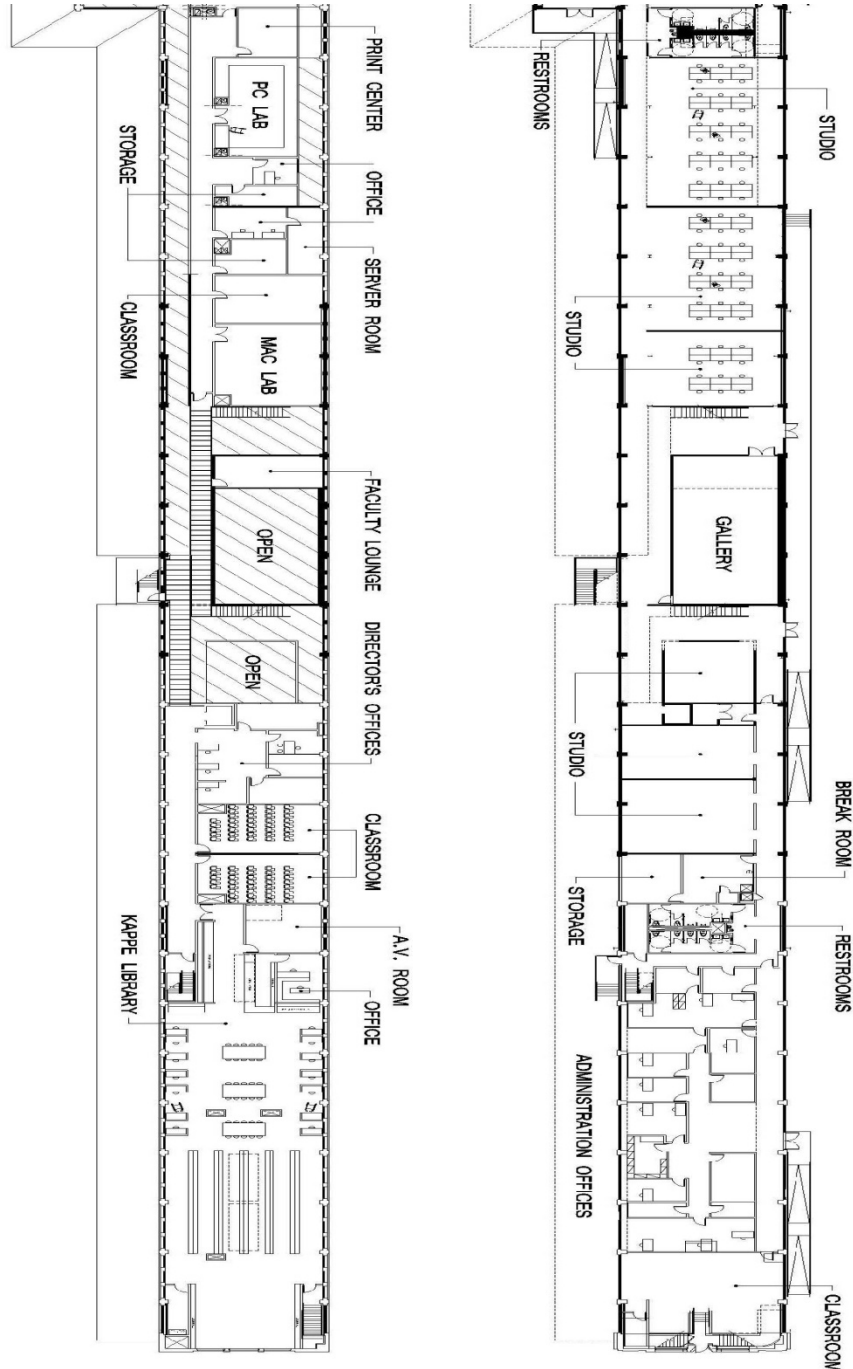 PRINT CENTER
PC LAB
STORAGE
OFFICE
SERVER ROOM
CLASSROOM
MAC LAB
FACULTY LOUNGE
OPEN
DIRECTOR'S OFFICES
OPEN
CLASSROOM
A.V. ROOM
KAPPE LIBRARY
OFFICE
RESTROOMS
STUDIO
STUDIO
GALLERY
STUDIO
BREAK ROOM
STORAGE
RESTROOMS
ADMINISTRATION OFFICES
CLASSROOM